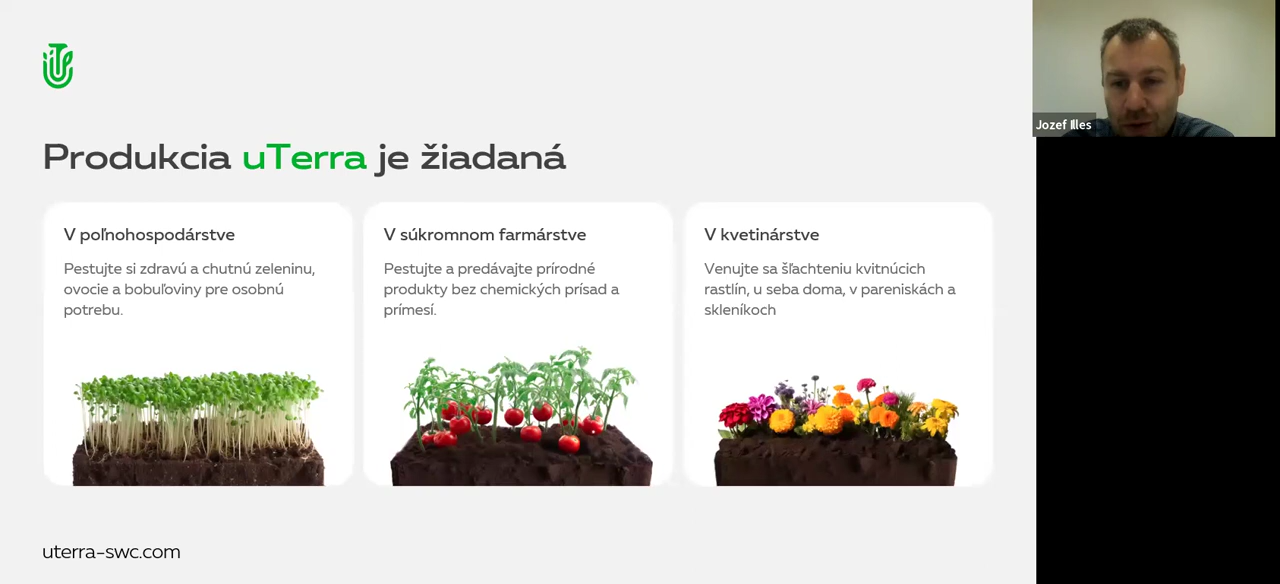 Produkcia uTerra je žiadaná
V poľnohospodárstve
Pestujte si zdravú a chutnú zeleninu,
ovocie a bobuľoviny pre osobnú
potrebu.
V súkromnom farmárstve
Pestujte a predávajte prírodné
produkty bez chemických prísad a
prímesí.
V kvetinárstve
Venujte sa šľachteniu kvitnúcich
rastlín, u seba doma, v pareniskách a
skleníkoch
uterra-swc.com
Jozef Illes